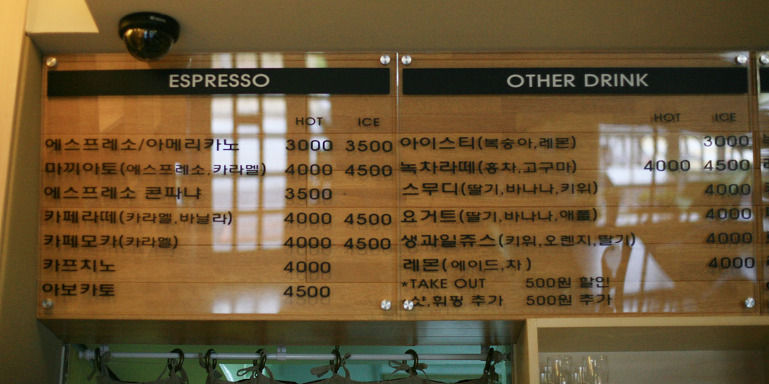 ESPRESSO
HOT ICE
에스프레소/아메리카노 3000 3500
마끼아토(에스프레소,카라멜) 4000 4500
에스프레소 콘파냐 3500
카페라떼(카라멜,바닐라) 4000 4500
카페모카(카라멜) 4000 4500
카프치노 4000
아보카토 4500
OTHER DRINK
HOT ICE
아이스티(복숭아,레몬) 3000
녹차라떼(홍차,고구마) 4000 4500
스무디(딸기,바나나,키위) 4000
요거트(딸기,바나나,애플) 4000
생과일쥬스(키위,오렌지,딸기) 4000
레몬(에이드,차) 4000
*TAKE OUT 500원 할인
샷,휘핑 추가 500원 추가